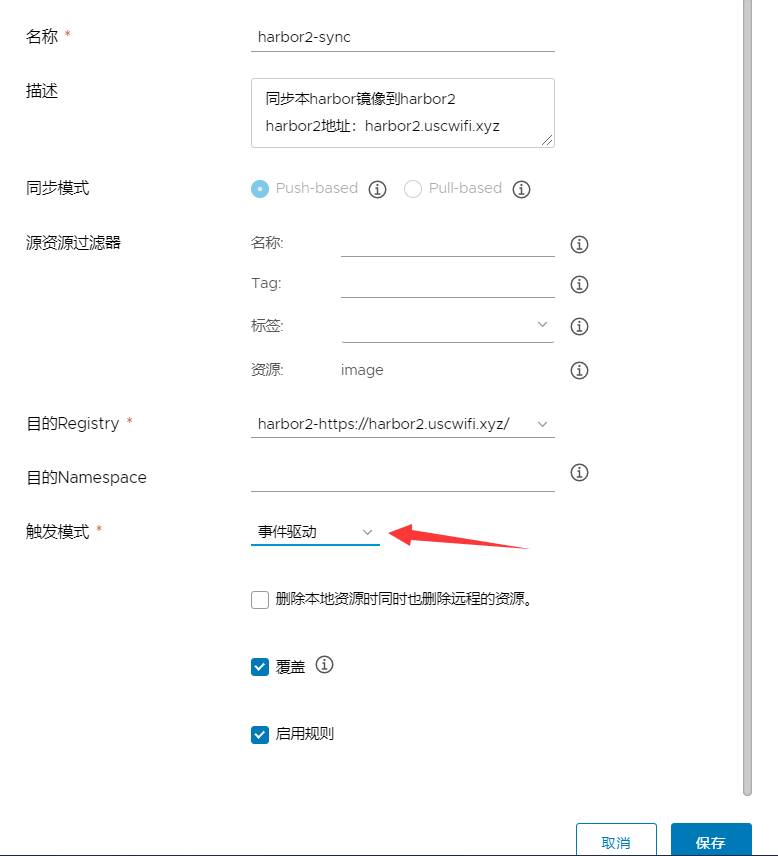 名称 * harbor2-sync
描述 同步本harbor镜像到harbor2
harbor2地址：harbor2.uscwifi.xyz
同步模式 Push-based Pull-based
源资源过滤器 名称:
Tag:
标签:
资源: image
目的Registry * harbor2-https://harbor2.uscwifi.xyz/
目的Namespace
触发模式 * 事件驱动
删除本地资源时同时也删除远程的资源。
覆盖
启用规则
取消 保存